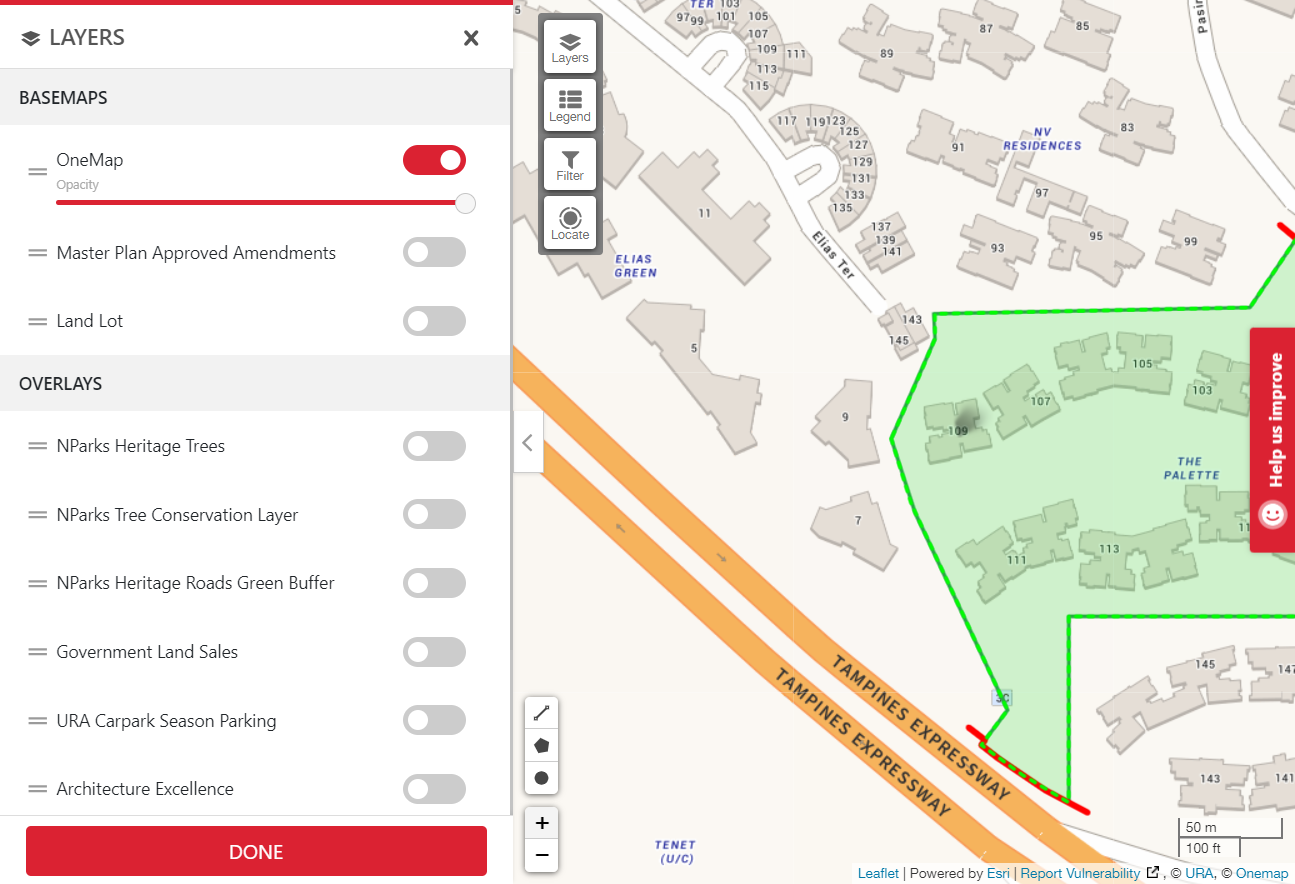 LAYERS
BASEMAPS
OneMap
Opacity
Master Plan Approved Amendments
Land Lot
OVERLAYS
NParks Heritage Trees
NParks Tree Conservation Layer
NParks Heritage Roads Green Buffer
Government Land Sales
URA Carpark Season Parking
Architecture Excellence
DONE
Layers
Legend
Filter
Locate
TER
103
97
99
101
105
107
109
111
113
115
117
119
123
125
127
129
131
133
135
137
139
141
143
145
Elias Ter
89
87
85
83
91
NV
RESIDENCES
97
93
95
99
11
ELIAS
GREEN
5
9
7
105
103
107
109
THE
PALETTE
111
113
TAMPINES EXPRESSWAY
TAMPINES EXPRESSWAY
3C
145
147
143
141
TENET
(U/C)
Help us improve
+
−
50 m
100 ft
Leaflet | Powered by Esri | Report Vulnerability , © URA, © Onemap